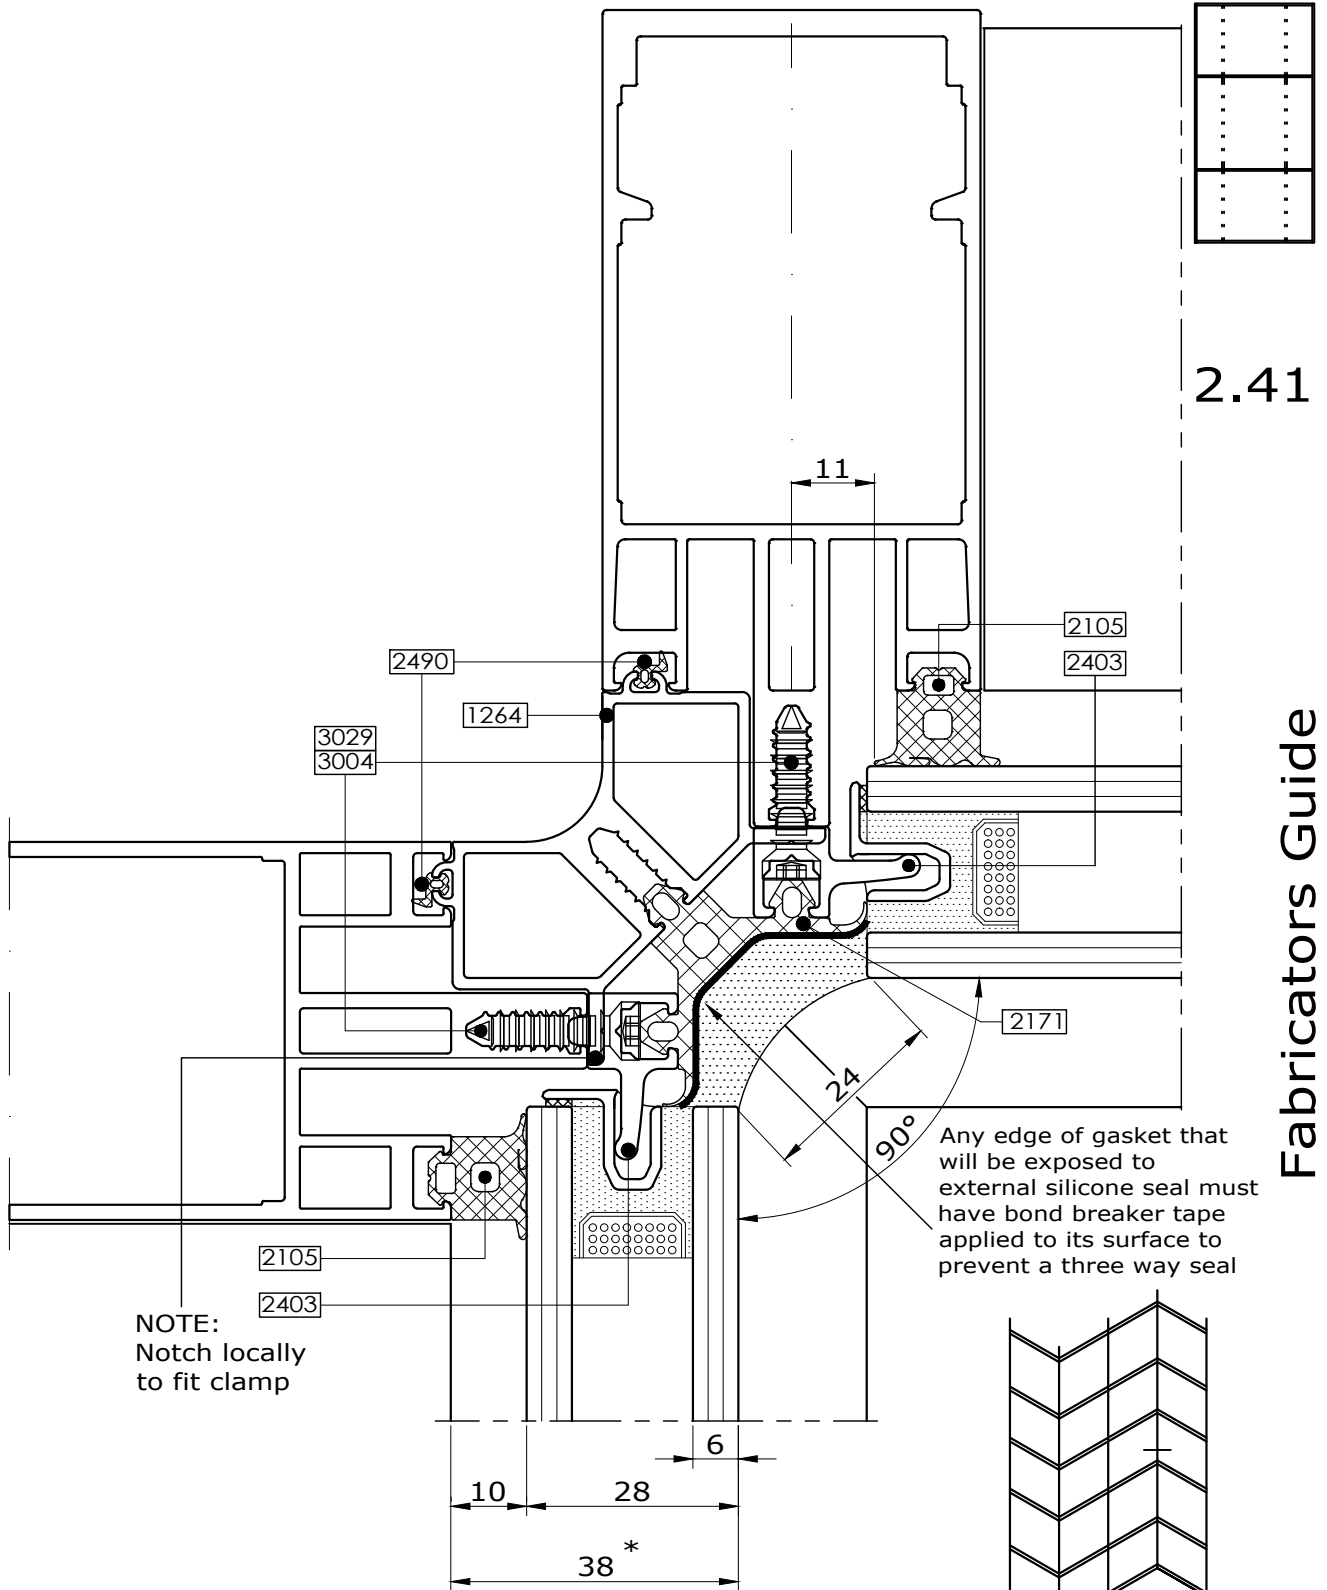 2.41
11
2105
2403
2490
1264
3029
3004
Fabricators Guide
2171
24
90°
Any edge of gasket that
will be exposed to
external silicone seal must
have bond breaker tape
applied to its surface to
prevent a three way seal
2105
2403
NOTE:
Notch locally
to fit clamp
6
10
28
38 *